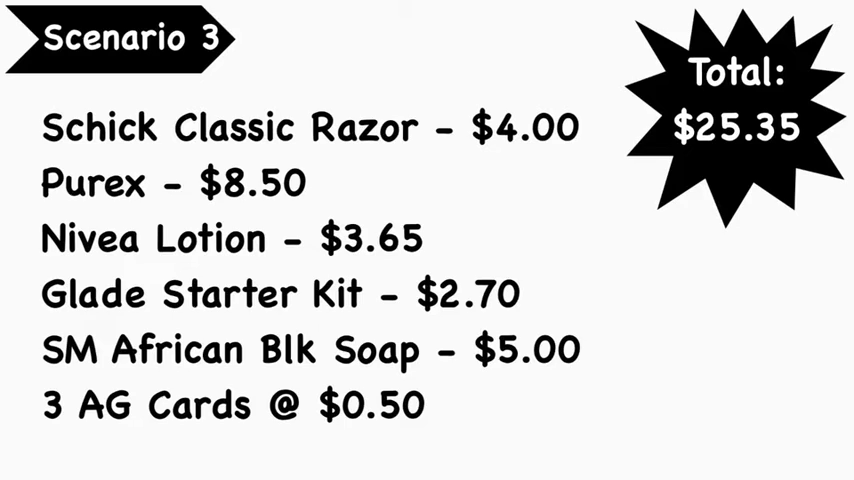 Scenario 3
Total:
$25.35
Schick Classic Razor - $4.00
Purex - $8.50
Nivea Lotion - $3.65
Glade Starter Kit - $2.70
SM African Blk Soap - $5.00
3 AG Cards @ $0.50